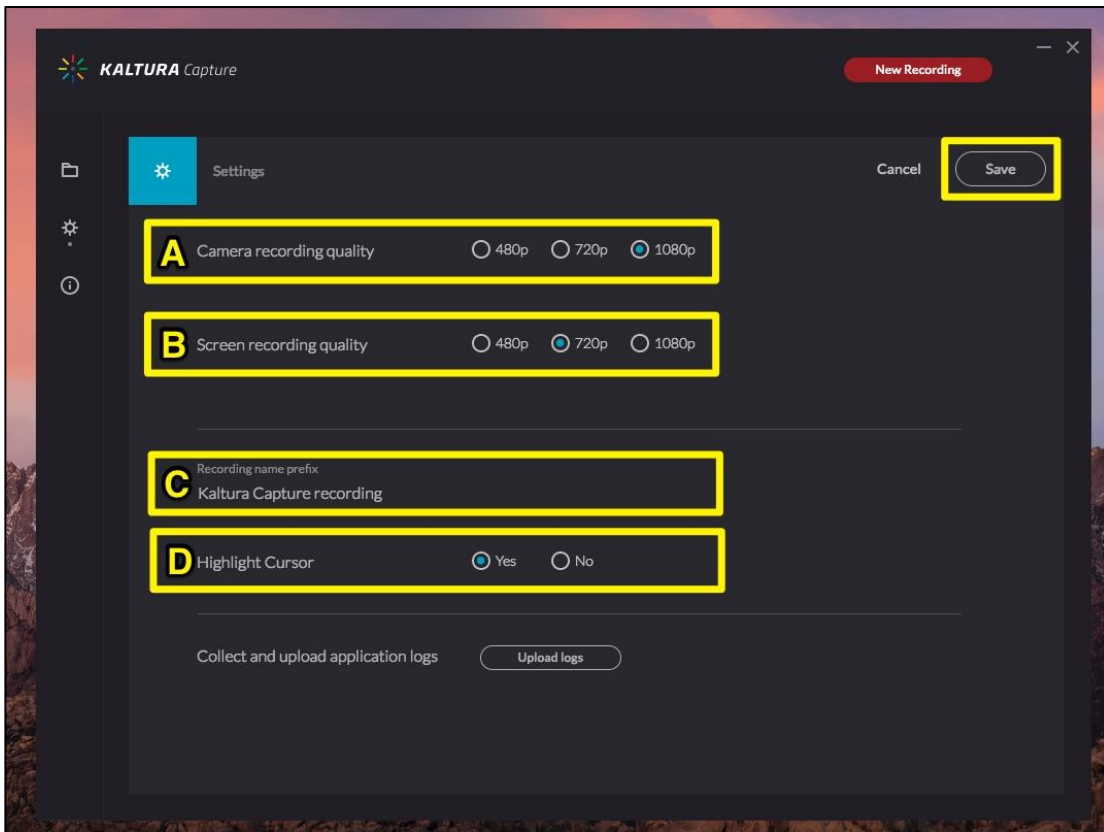 KALTURA Capture
New Recording
Settings
Cancel
Save
A Camera recording quality 480p 720p 1080p
B Screen recording quality 480p 720p 1080p
Recording name prefix
C Kaltura Capture recording
D Highlight Cursor Yes No
Collect and upload application logs Upload logs